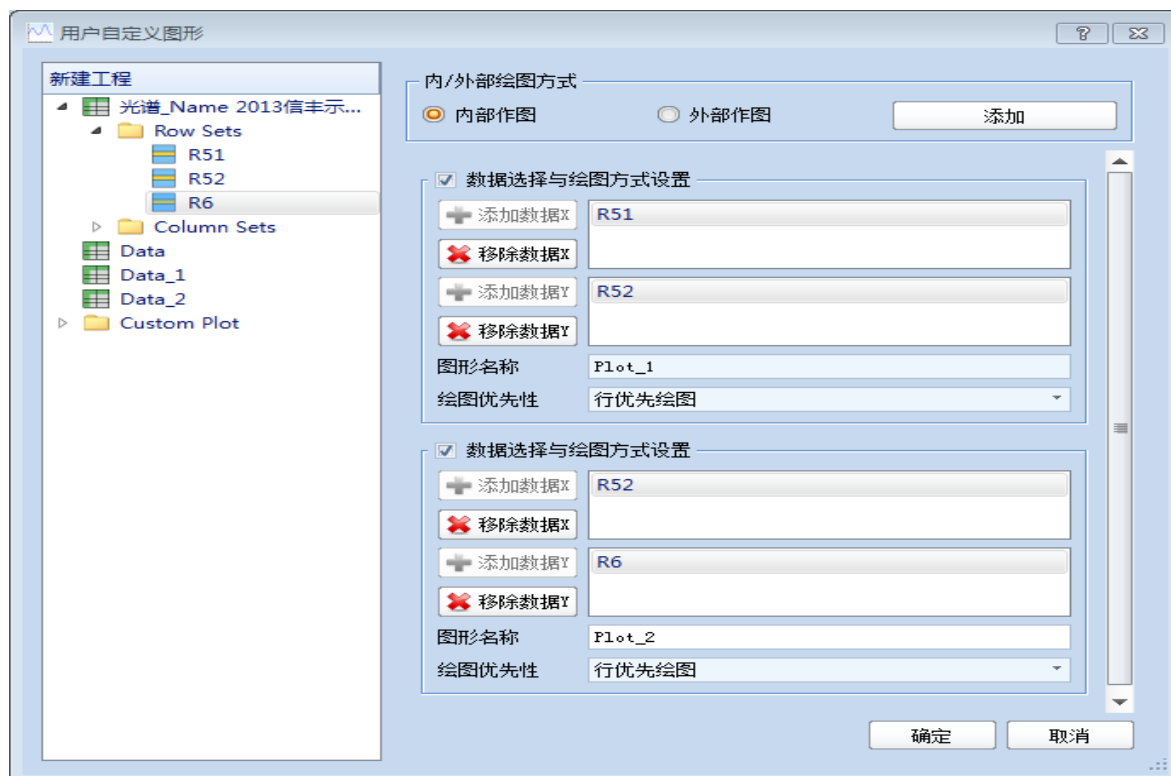 用户自定义图形
新建工程
光谱_Name 2013信丰示...
Row Sets
R51
R52
R6
Column Sets
Data
Data_1
Data_2
Custom Plot
内/外部绘图方式
内部作图
外部作图
添加
数据选择与绘图方式设置
添加数据X
R51
移除数据X
添加数据Y
R52
移除数据Y
图形名称
Plot_1
绘图优先性
行优先绘图
数据选择与绘图方式设置
添加数据X
R52
移除数据X
添加数据Y
R6
移除数据Y
图形名称
Plot_2
绘图优先性
行优先绘图
确定
取消